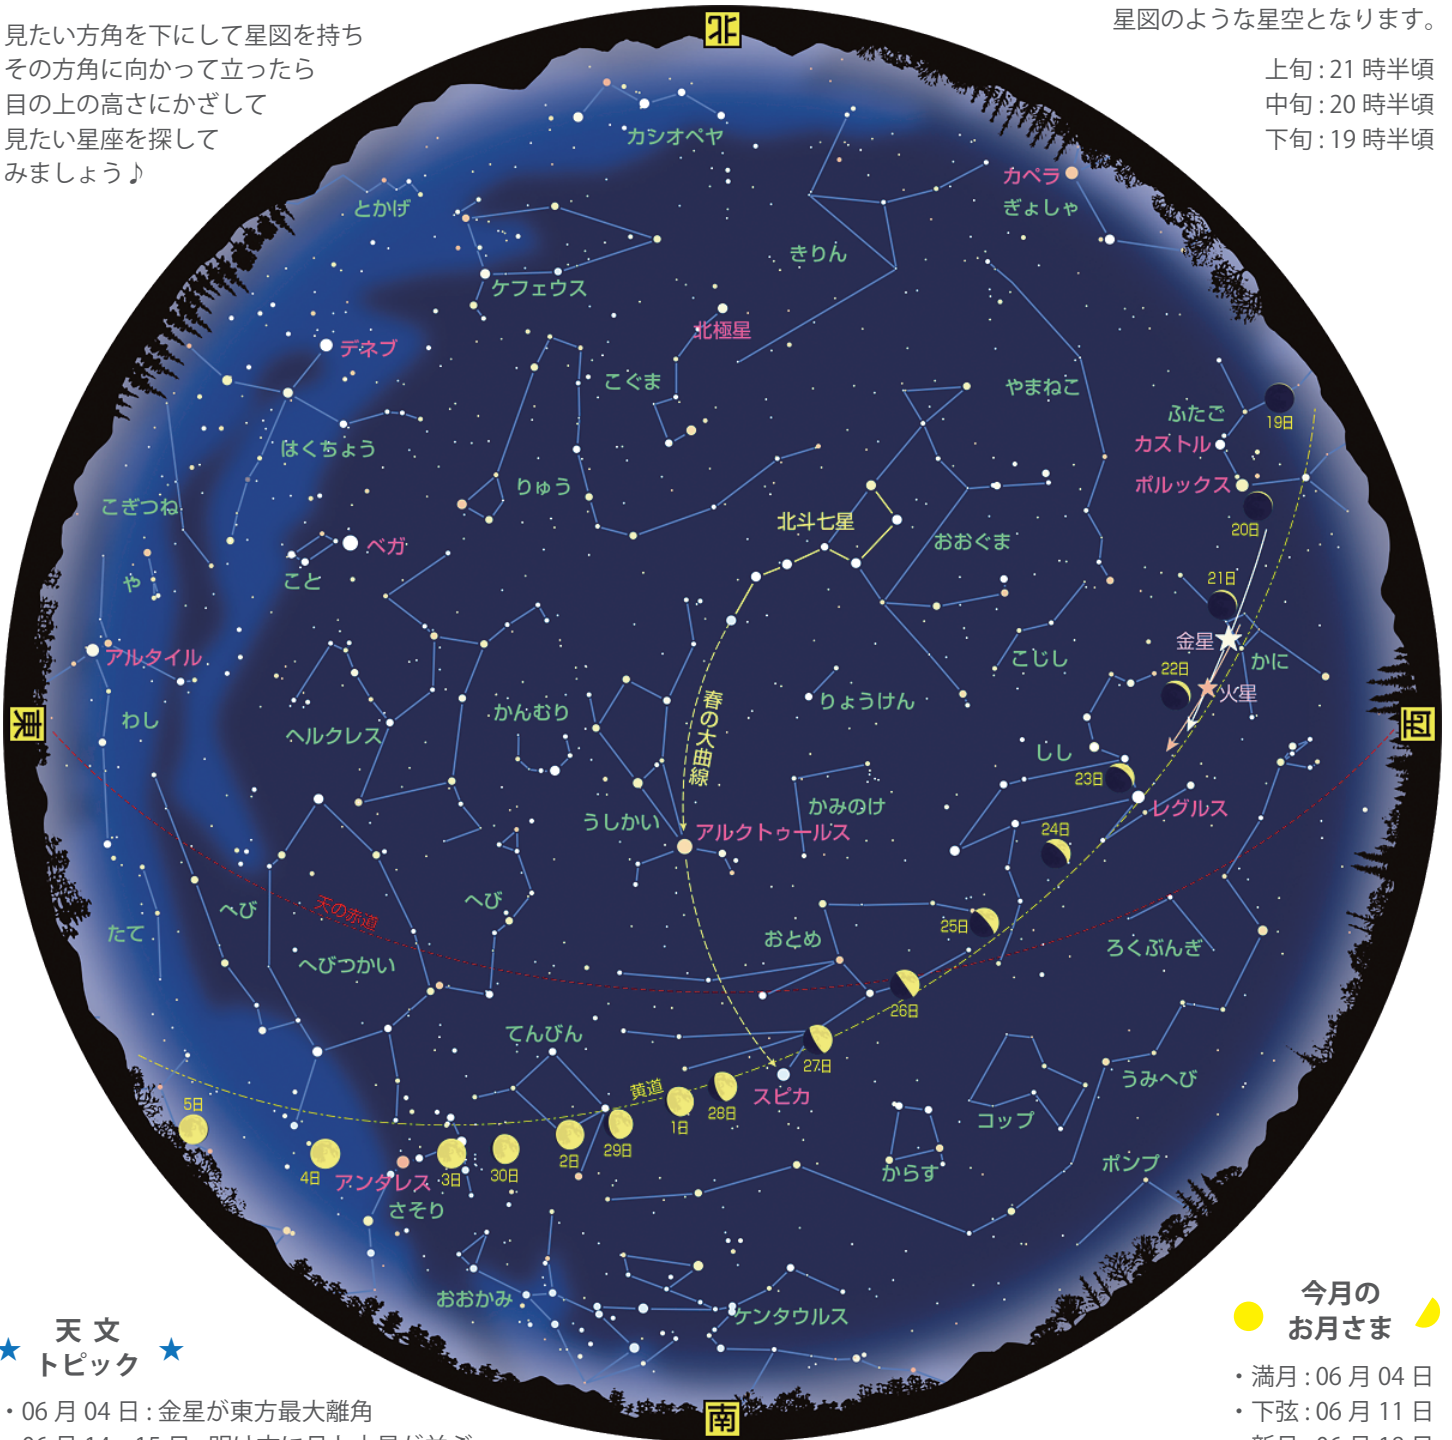 見たい方角を下にして星図を持ち
その方角に向かって立ったら
目の上の高さにかざして
見たい星座を探して
みましょう♪
星図のような星空となります。
上旬 : 21 時半頃
中旬 : 20 時半頃
下旬 : 19 時半頃
北
カシオペヤ
カペラ
ぎょしゃ
とかげ
きりん
ケフェウス
北極星
デネブ
こぐま
やまねこ
ふたご
19日
カストル
はくちょう
ポルックス
りゅう
こぎつね
北斗七星
20日
おおぐま
ベガ
こと
や
21日
金星
アルタイル
こじし
かに
22日
火星
りょうけん
かんむり
わし
ヘルクレス
春の大曲線
東
西
しし
23日
かみのけ
レグルス
うしかい
アルクトゥールス
24日
へび
へび
天の赤道
25日
たて
おとめ
ろくぶんぎ
へびつかい
26日
てんびん
27日
うみへび
黄道
スピカ
5日
28日
1日
コップ
29日
2日
30日
3日
4日
アンタレス
からす
ポンプ
さそり
おおかみ
ケンタウルス
南
天 文
トピック
・06 月 04 日 : 金星が東方最大離角
今月の
お月さま
・満月 : 06 月 04 日
・下弦 : 06 月 11 日